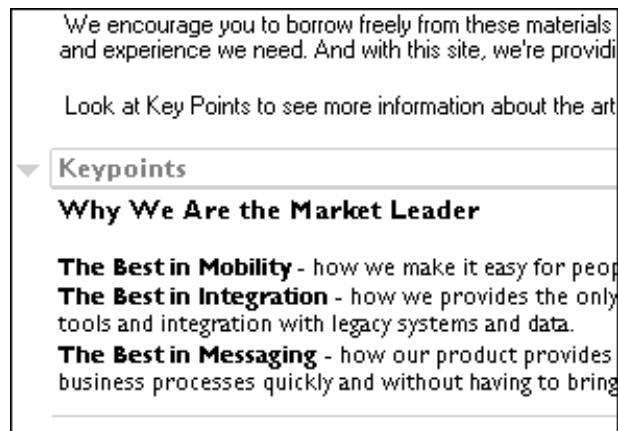 We encourage you to borrow freely from these materials
and experience we need. And with this site, we're providi
Look at Key Points to see more information about the art
Keypoints
Why We Are the Market Leader
The Best in Mobility - how we make it easy for peop
The Best in Integration - how we provides the only
tools and integration with legacy systems and data.
The Best in Messaging - how our product provides
business processes quickly and without having to bring